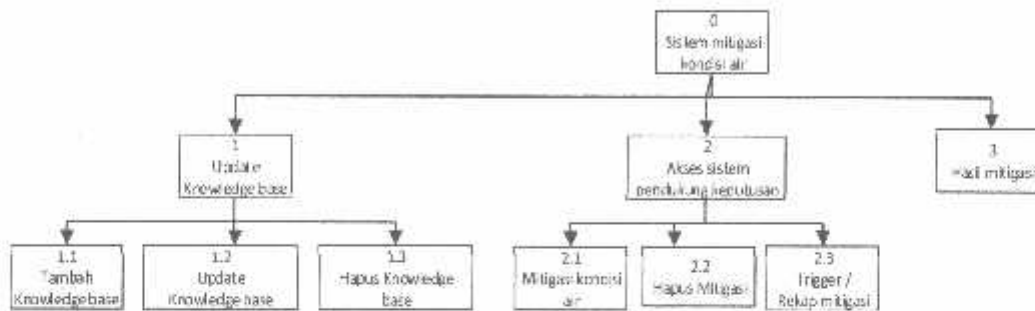 0
Sistem mitigasi
kondisi air
1
Update
Knowledge base
2
Akses sistem
pendukung keputusan
3
Hasil mitigasi
1.1
Tambah
Knowledge base
1.2
Update
Knowledge base
1.3
Hapus Knowledge
base
2.1
Mitigasi kondisi
air
2.2
Hapus Mitigasi
2.3
Trigger /
Rekap mitigasi